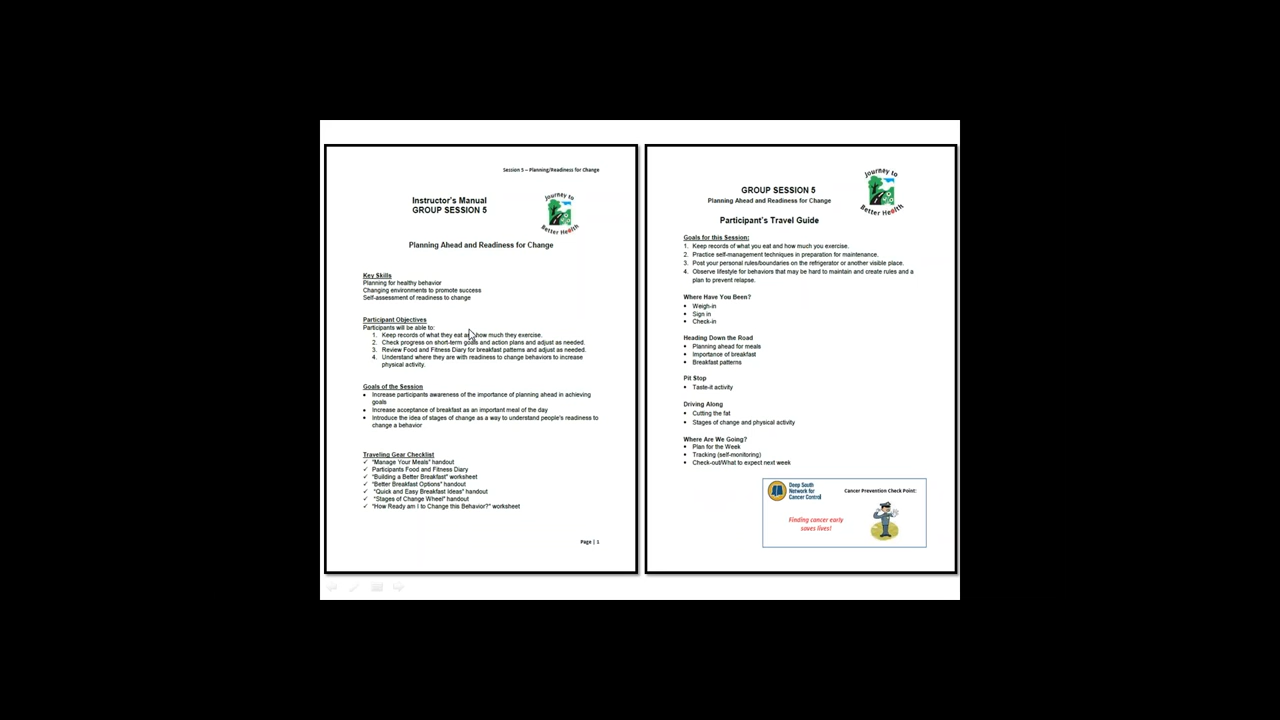 Session 5 – Planning/Readiness for Change
Instructor's Manual
GROUP SESSION 5
Journey to
Better Health
Planning Ahead and Readiness for Change
Key Skills
Planning for healthy behavior
Changing environments to promote success
Self-assessment of readiness to change
Participant Objectives
Participants will be able to:
1. Keep records of what they eat and how much they exercise.
2. Check progress on short-term goals and action plans and adjust as needed.
3. Review Food and Fitness Diary for breakfast patterns and adjust as needed.
4. Understand where they are with readiness to change behaviors to increase
physical activity.
Goals of the Session
• Increase participants awareness of the importance of planning ahead in achieving
goals
• Increase acceptance of breakfast as an important meal of the day
• Introduce the idea of stages of change as a way to understand people's readiness to
change a behavior
Traveling Gear Checklist
✓ "Manage Your Meals" handout
✓ Participants Food and Fitness Diary
✓ "Building a Better Breakfast" worksheet
✓ "Better Breakfast Options" handout
✓ "Quick and Easy Breakfast Ideas" handout
✓ "Stages of Change Wheel" handout
✓ "How Ready am I to Change this Behavior?" worksheet
Page | 1
GROUP SESSION 5
Planning Ahead and Readiness for Change
Journey to
Better Health
Participant's Travel Guide
Goals for this Session:
1. Keep records of what you eat and how much you exercise.
2. Practice self-management techniques in preparation for maintenance.
3. Post your personal rules/boundaries on the refrigerator or another visible place.
4. Observe lifestyle for behaviors that may be hard to maintain and create rules and a
plan to prevent relapse.
Where Have You Been?
• Weigh-in
• Sign in
• Check-in
Heading Down the Road
• Planning ahead for meals
• Importance of breakfast
• Breakfast patterns
Pit Stop
• Taste-it activity
Driving Along
• Cutting the fat
• Stages of change and physical activity
Where Are We Going?
• Plan for the Week
• Tracking (self-monitoring)
• Check-out/What to expect next week
Deep South
Network for
Cancer Control
Cancer Prevention Check Point:
Finding cancer early
saves lives!